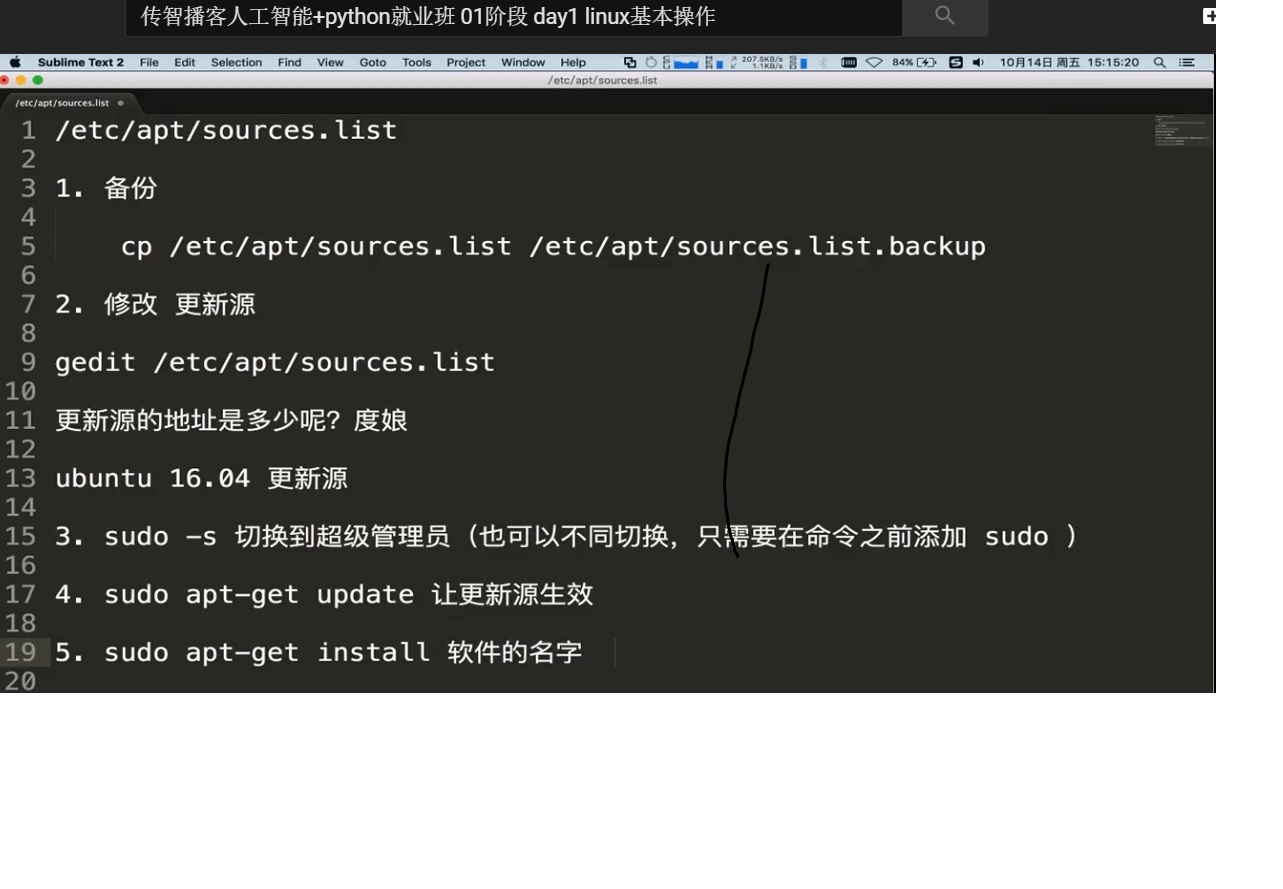 传智播客人工智能+python就业班 01阶段 day1 linux基本操作
Sublime Text 2 File Edit Selection Find View Goto Tools Project Window Help 207.5KB/s 1.1KB/s 84% 10月14日 周五 15:15:20
/etc/apt/sources.list
/etc/apt/sources.list
1 /etc/apt/sources.list
2
3 1. 备份
4
5 cp /etc/apt/sources.list /etc/apt/sources.list.backup
6
7 2. 修改 更新源
8
9 gedit /etc/apt/sources.list
10
11 更新源的地址是多少呢？度娘
12
13 ubuntu 16.04 更新源
14
15 3. sudo -s 切换到超级管理员（也可以不同切换，只需要在命令之前添加 sudo ）
16
17 4. sudo apt-get update 让更新源生效
18
19 5. sudo apt-get install 软件的名字
20